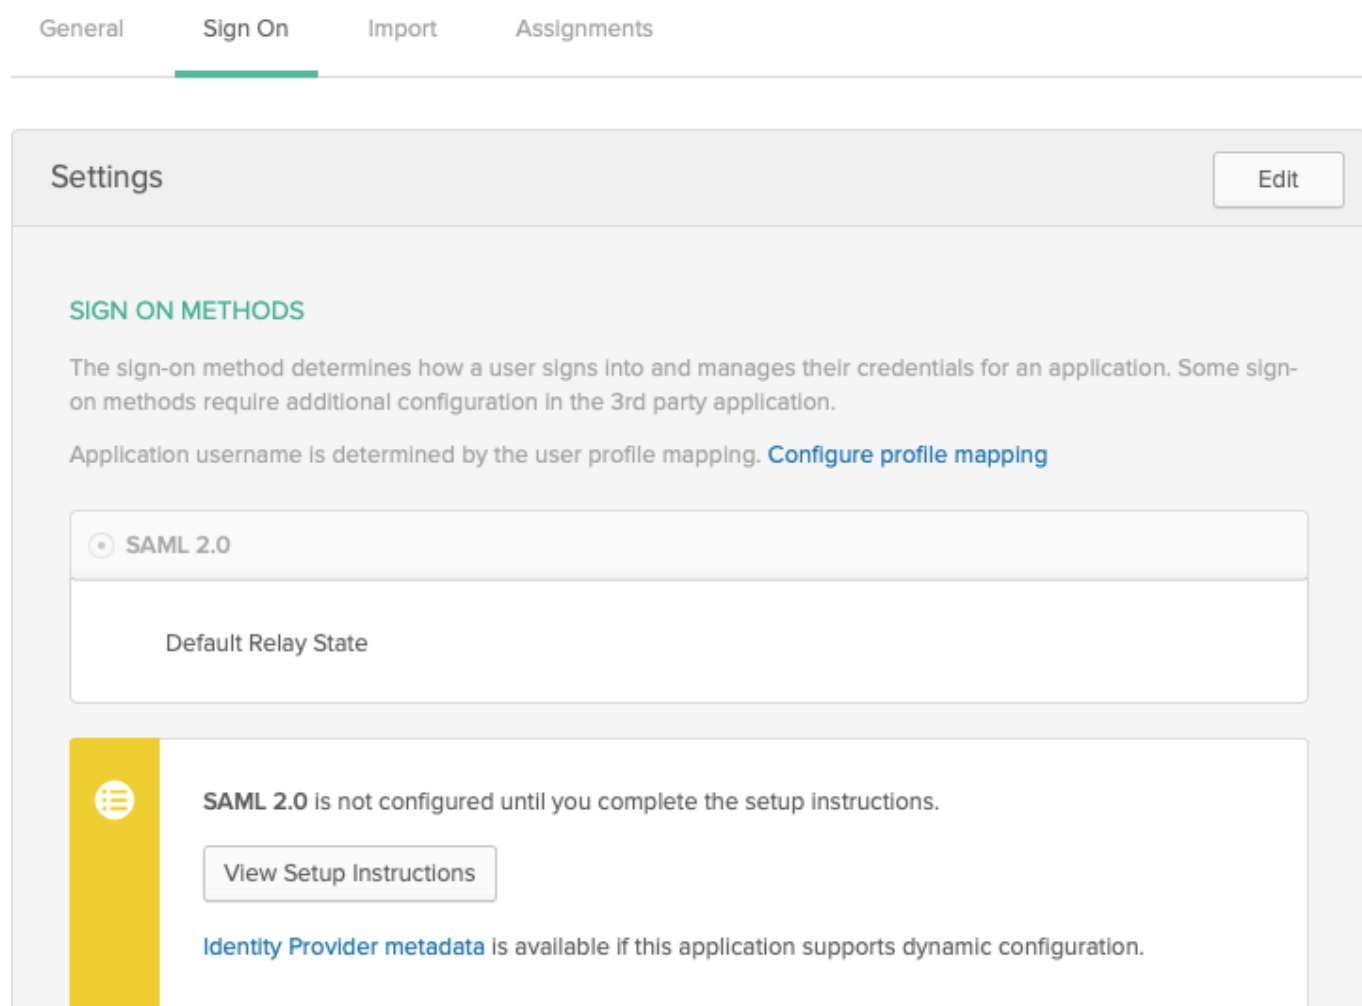 General Sign On Import Assignments
Settings
Edit
SIGN ON METHODS
The sign-on method determines how a user signs into and manages their credentials for an application. Some sign-
on methods require additional configuration in the 3rd party application.
Application username is determined by the user profile mapping. Configure profile mapping
SAML 2.0
Default Relay State
SAML 2.0 is not configured until you complete the setup instructions.
View Setup Instructions
Identity Provider metadata is available if this application supports dynamic configuration.